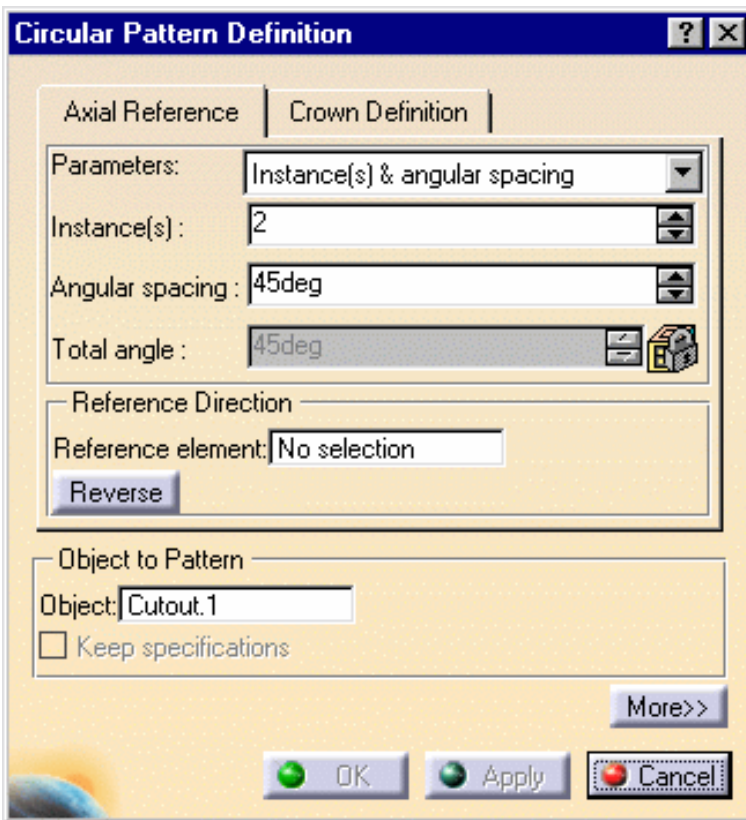 Circular Pattern Definition ? X
Axial Reference Crown Definition
Parameters: Instance(s) & angular spacing
Instance(s) : 2
Angular spacing : 45deg
Total angle : 45deg
Reference Direction
Reference element: No selection
Reverse
Object to Pattern
Object: Cutout.1
Keep specifications
More>>
OK Apply Cancel